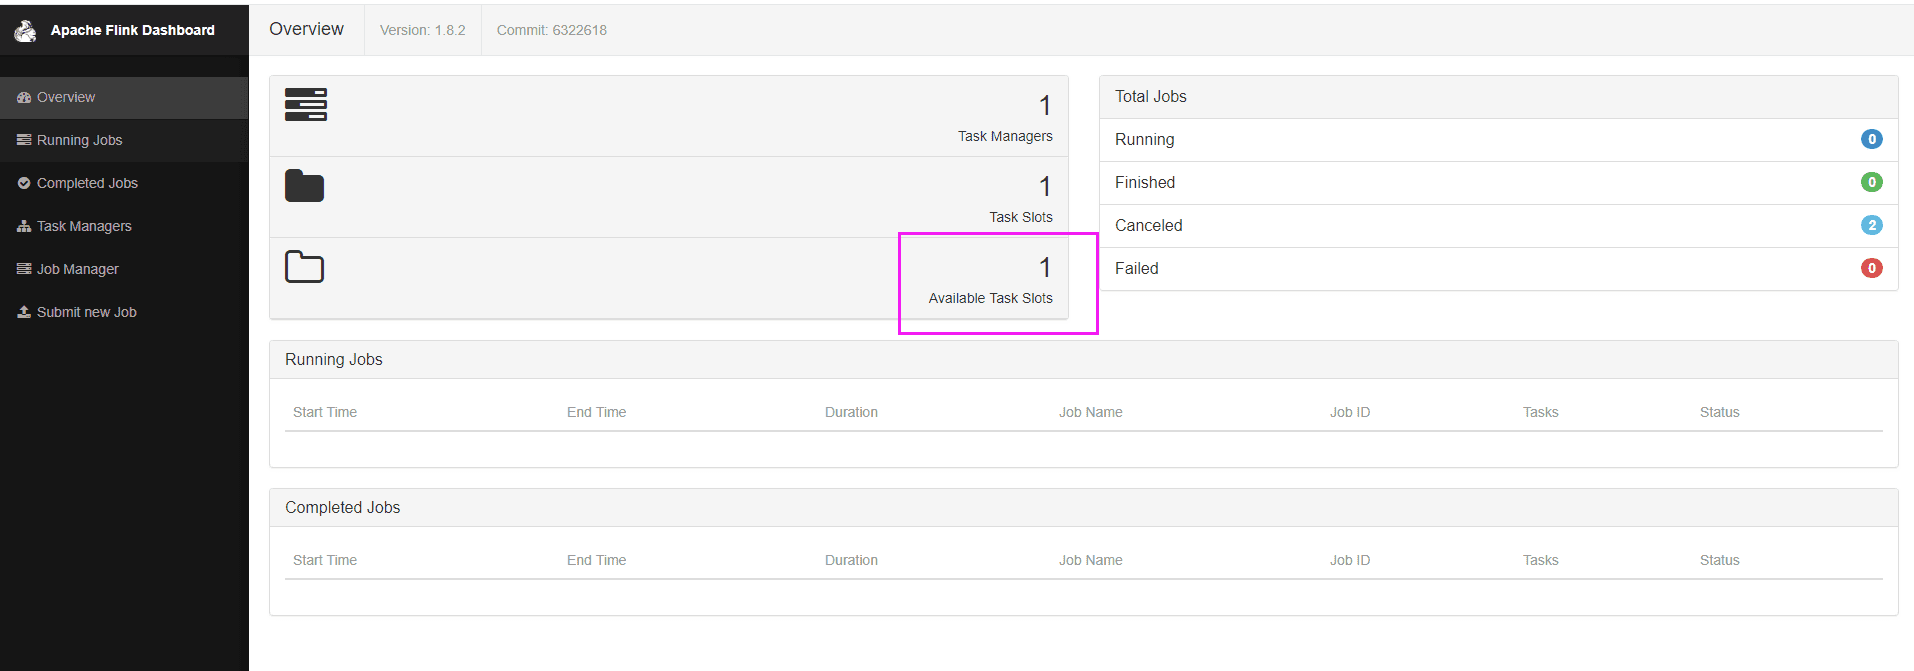 Apache Flink Dashboard
Overview
Running Jobs
Completed Jobs
Task Managers
Job Manager
Submit new Job
Overview Version: 1.8.2 Commit: 6322618
1
Task Managers
1
Task Slots
1
Available Task Slots
Total Jobs
Running 0
Finished 0
Canceled 2
Failed 0
Running Jobs
Start Time End Time Duration Job Name Job ID Tasks Status
Completed Jobs
Start Time End Time Duration Job Name Job ID Tasks Status